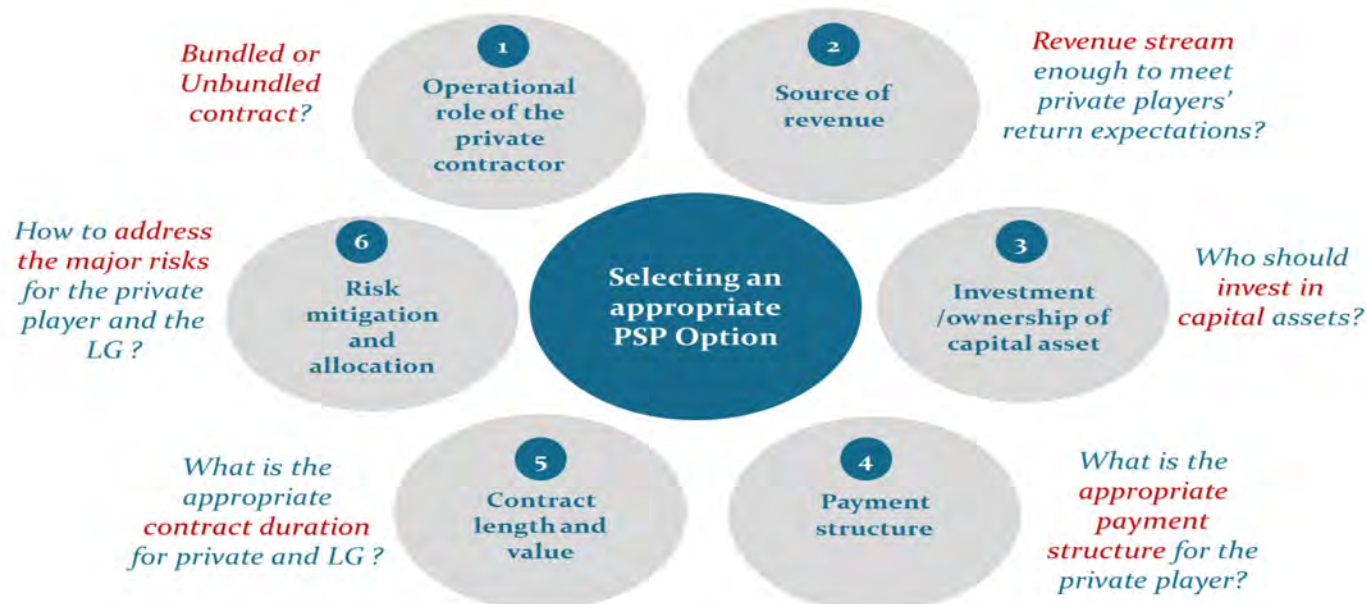 Bundled or
Unbundled
contract?
1
Operational
role of the
private
contractor
2
Source of
revenue
Revenue stream
enough to meet
private players'
return expectations?
How to address
the major risks
for the private
player and the
LG ?
6
Risk
mitigation
and
allocation
Selecting an
appropriate
PSP Option
3
Investment
/ownership of
capital asset
Who should
invest in
capital assets?
What is the
appropriate
contract duration
for private and LG ?
5
Contract
length and
value
4
Payment
structure
What is the
appropriate
payment
structure for the
private player?